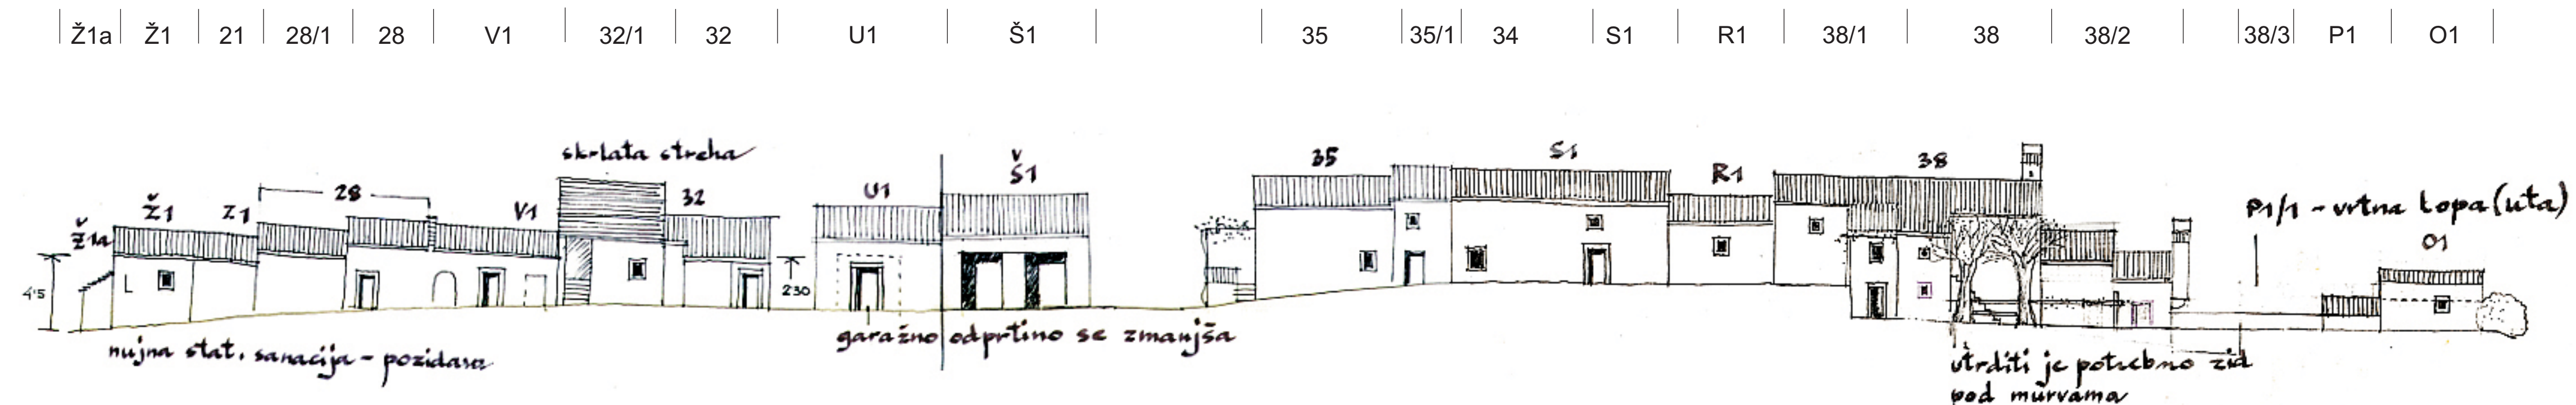 Ž1a Ž1 21 28/1 28 V1 32/1 32 U1 Š1 35 35/1 34 S1 R1 38/1 38 38/2 38/3 P1 O1
skrlata streha
Ž1a Ž1 Z1 28 V1 32 U1 Š1 35 S1 R1 38
P1/1 - vrtna lopa (uta)
O1
4'5
230
nujna stat. sanacija - pozidava
garažno odprtino se zmanjša
utrditi je potrebno zid
pod murvama